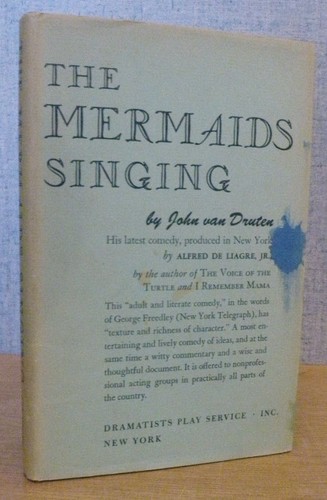 THE
MERMAIDS
SINGING
by John van Druten
His latest comedy, produced in New York
by ALFRED DE LIAGRE, JR.,
by the author of THE VOICE OF THE
TURTLE and I REMEMBER MAMA
This "adult and literate comedy," in the words
of George Freedley (New York Telegraph), has
"texture and richness of character." A most en-
tertaining and lively comedy of ideas, and at the
same time a witty commentary and a wise and
thoughtful document. It is offered to nonprofes-
sional acting groups in practically all parts of
the country.
DRAMATISTS PLAY SERVICE · INC.
NEW YORK